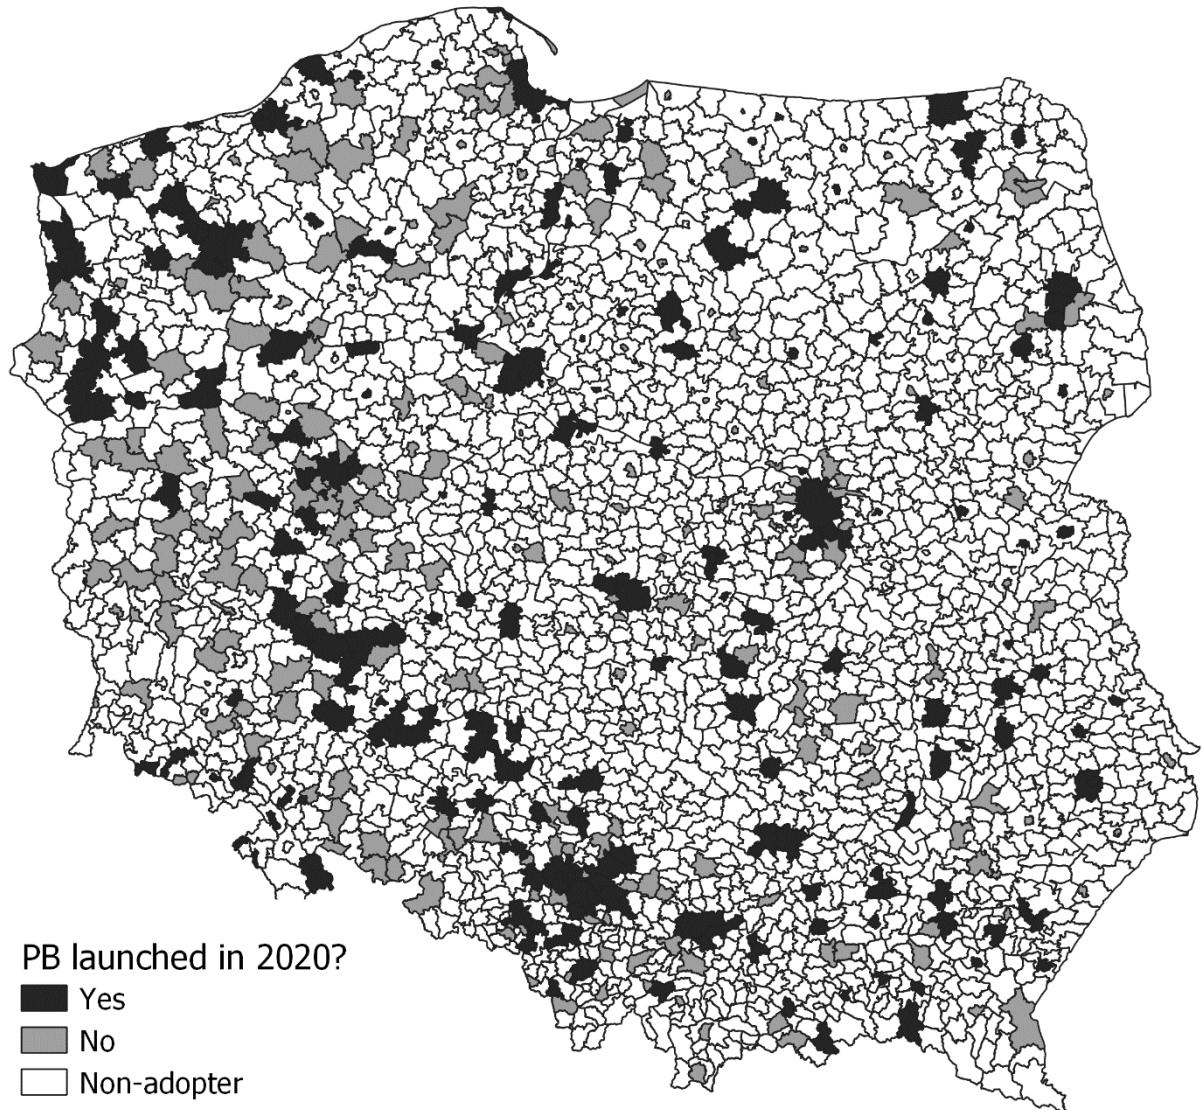 PB launched in 2020?
Yes
No
Non-adopter